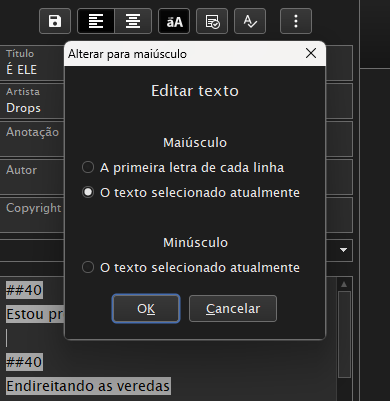 äA
Alterar para maiúsculo
Título
É ELE
Artista
Drops
Anotação
Autor
Copyright
Editar texto
Maiúsculo
A primeira letra de cada linha
O texto selecionado atualmente
Minúsculo
O texto selecionado atualmente
OK
Cancelar
##40
Estou pr
##40
Endireitando as veredas